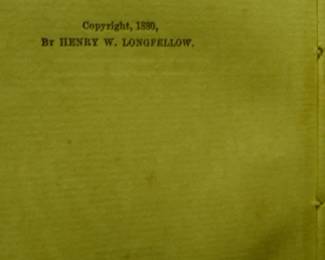 Copyright, 1880,
By HENRY W. LONGFELLOW.